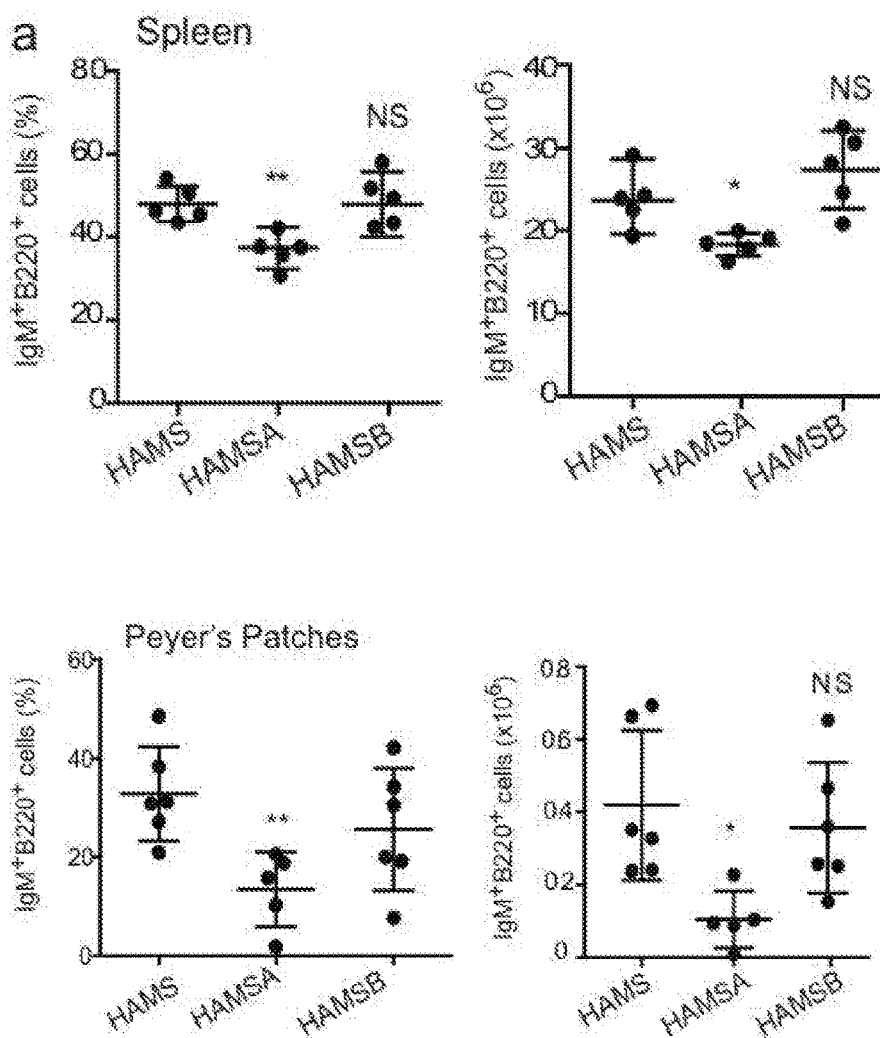 a Spleen
IgM⁺B220⁺ cells (%)
80
60
40
20
0
**
NS
HAMS HAMSA HAMSB
IgM⁺B220⁺ cells (x10⁶)
40
30
20
10
0
*
NS
HAMS HAMSA HAMSB
Peyer's Patches
IgM⁺B220⁺ cells (%)
60
40
20
0
**
HAMS HAMSA HAMSB
IgM⁺B220⁺ cells (x10⁶)
0.8
0.6
0.4
0.2
0
*
NS
HAMS HAMSA HAMSB